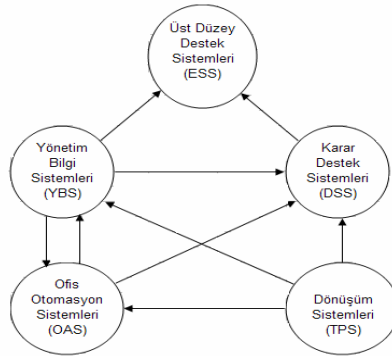 Üst Düzey
Destek
Sistemleri
(ESS)
Yönetim
Bilgi
Sistemleri
(YBS)
Karar
Destek
Sistemleri
(DSS)
Ofis
Otomasyon
Sistemleri
(OAS)
Dönüşüm
Sistemleri
(TPS)